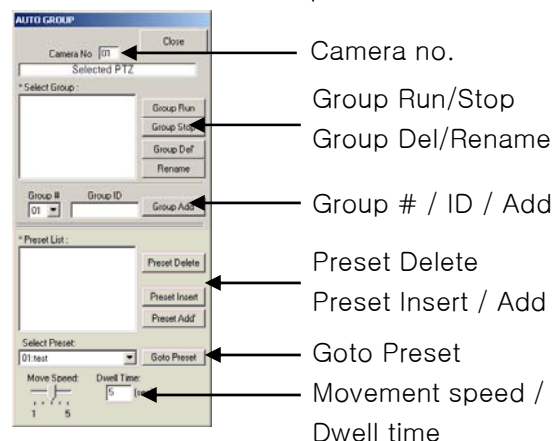 AUTO GROUP
Close
Camera No 01
Selected PTZ
* Select Group :
Group Run
Group Stop
Group Del'
Rename
Group #
Group ID
01
Group Add'
* Preset List :
Preset Delete
Preset Insert
Preset Add'
Select Preset:
01:test
Goto Preset
Move Speed:
Dwell Time:
5
1 5
Camera no.
Group Run/Stop
Group Del/Rename
Group # / ID / Add
Preset Delete
Preset Insert / Add
Goto Preset
Movement speed /
Dwell time